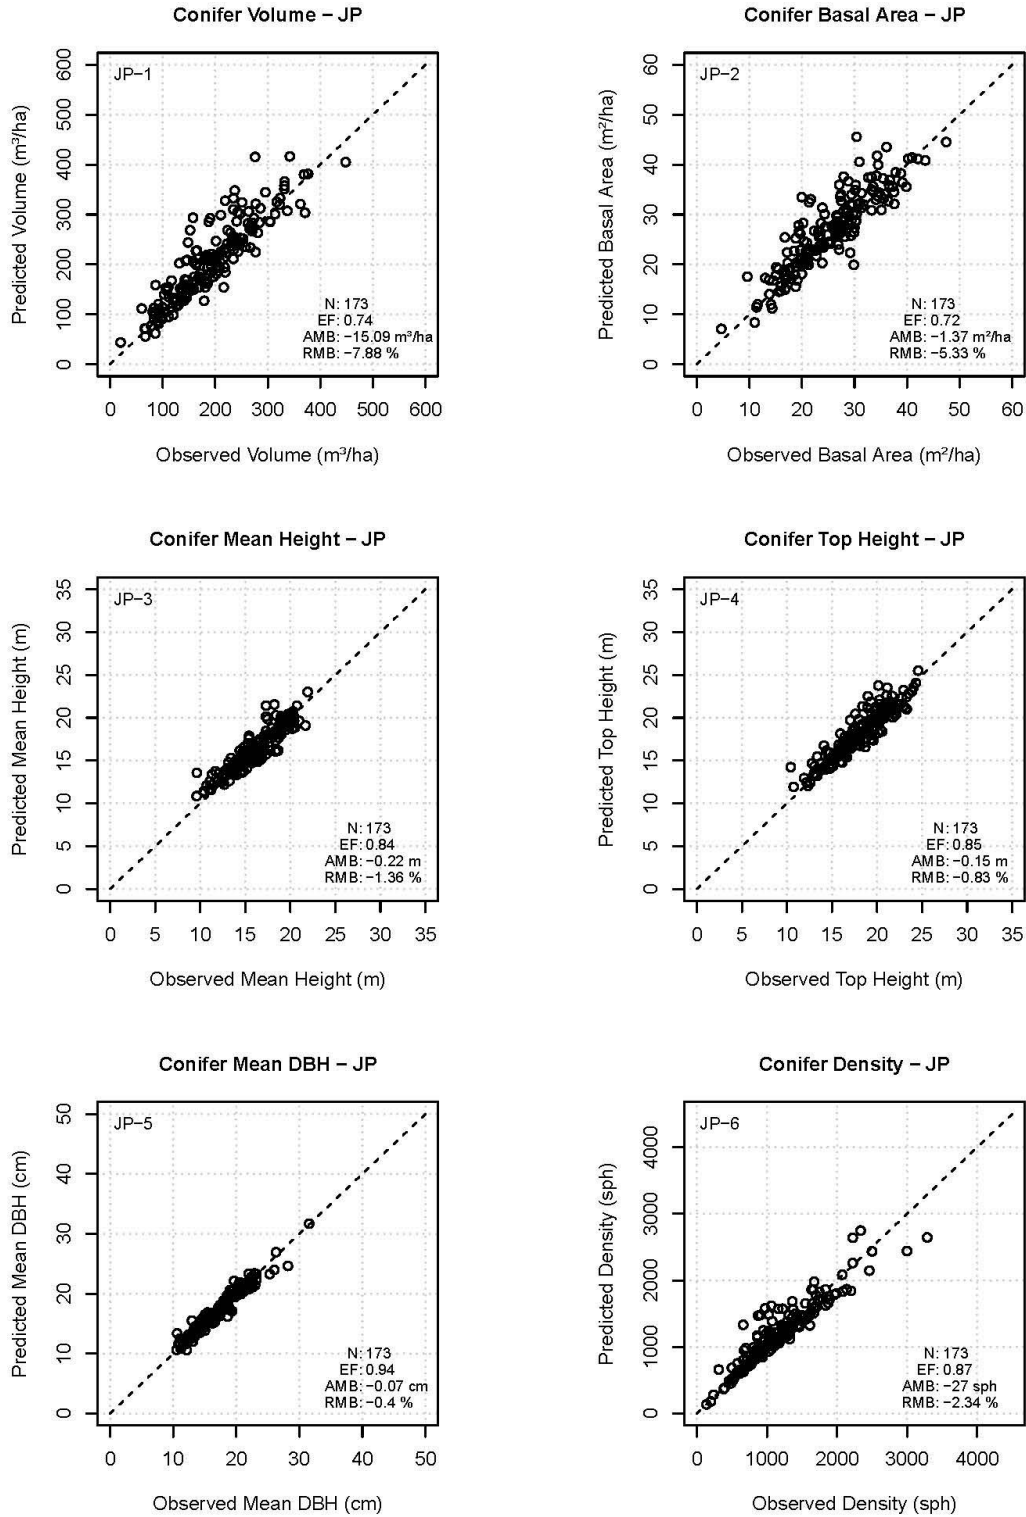 Conifer Volume − JP
JP−1
600
500
400
300
200
100
0
Predicted Volume (m³/ha)
N: 173
EF: 0.74
AMB: −15.09 m³/ha
RMB: −7.88 %
0 100 200 300 400 500 600
Observed Volume (m³/ha)
Conifer Basal Area − JP
JP−2
60
50
40
30
20
10
0
Predicted Basal Area (m²/ha)
N: 173
EF: 0.72
AMB: −1.37 m²/ha
RMB: −5.33 %
0 10 20 30 40 50 60
Observed Basal Area (m²/ha)
Conifer Mean Height − JP
JP−3
35
30
25
20
15
10
5
0
Predicted Mean Height (m)
N: 173
EF: 0.84
AMB: −0.22 m
RMB: −1.36 %
0 5 10 15 20 25 30 35
Observed Mean Height (m)
Conifer Top Height − JP
JP−4
35
30
25
20
15
10
5
0
Predicted Top Height (m)
N: 173
EF: 0.85
AMB: −0.15 m
RMB: −0.83 %
0 5 10 15 20 25 30 35
Observed Top Height (m)
Conifer Mean DBH − JP
JP−5
50
40
30
20
10
0
Predicted Mean DBH (cm)
N: 173
EF: 0.94
AMB: −0.07 cm
RMB: −0.4 %
0 10 20 30 40 50
Observed Mean DBH (cm)
Conifer Density − JP
JP−6
4000
3000
2000
1000
0
Predicted Density (sph)
N: 173
EF: 0.87
AMB: −27 sph
RMB: −2.34 %
0 1000 2000 3000 4000
Observed Density (sph)